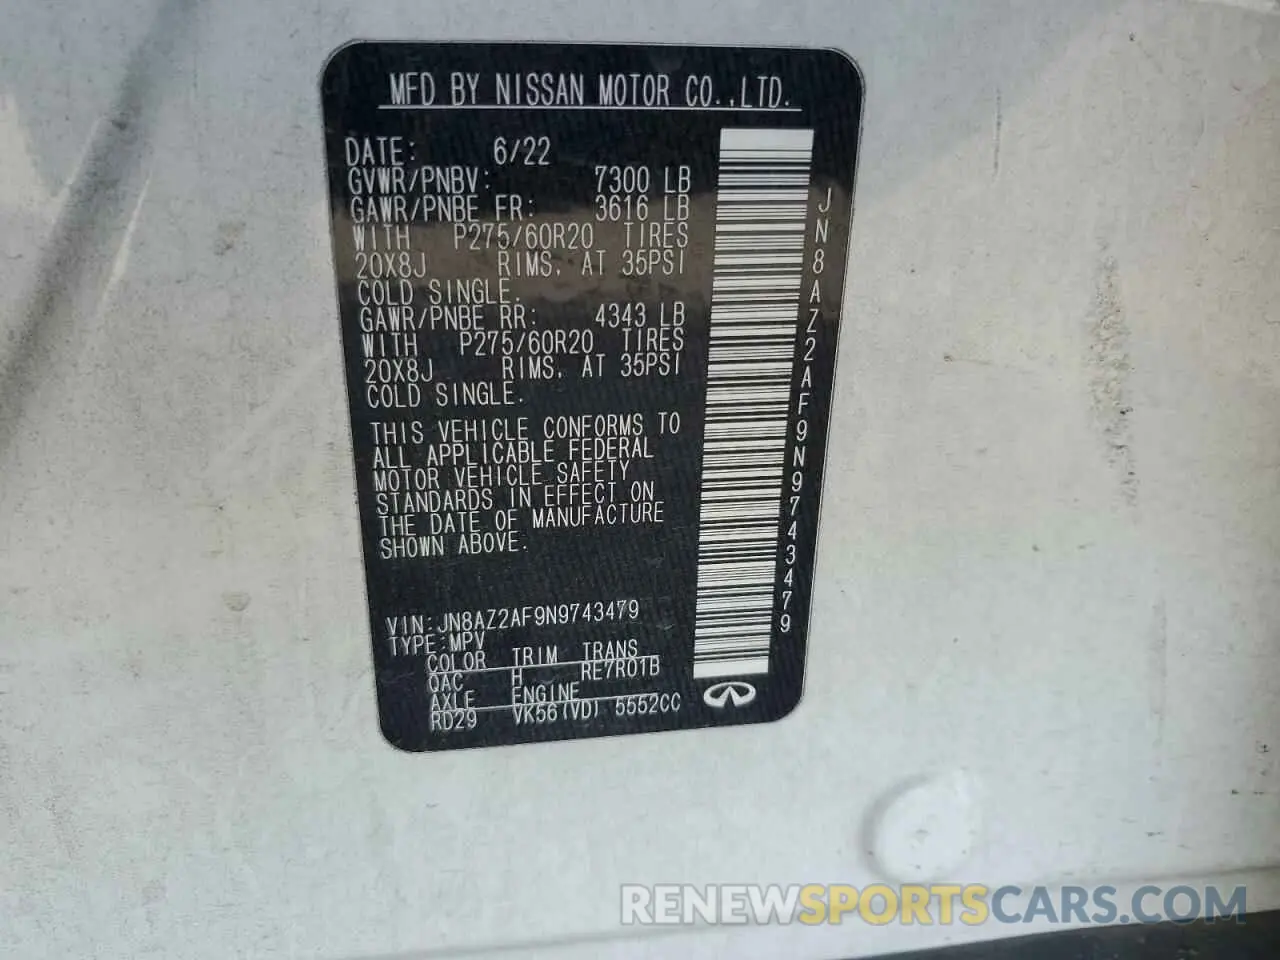 MFD BY NISSAN MOTOR CO.,LTD.
DATE: 6/22
GVWR/PNBV: 7300 LB
GAWR/PNBE FR: 3616 LB
WITH P275/60R20 TIRES
20X8J RIMS, AT 35PSI
COLD SINGLE.
GAWR/PNBE RR: 4343 LB
WITH P275/60R20 TIRES
20X8J RIMS, AT 35PSI
COLD SINGLE.
THIS VEHICLE CONFORMS TO
ALL APPLICABLE FEDERAL
MOTOR VEHICLE SAFETY
STANDARDS IN EFFECT ON
THE DATE OF MANUFACTURE
SHOWN ABOVE.
VIN:JN8AZ2AF9N9743479
TYPE:MPV
COLOR TRIM TRANS
QAC H RE7R01B
AXLE ENGINE
RD29 VK56(VD) 5552CC
JN8AZ2AF9N9743479
RENEWSPORTSCARS.COM